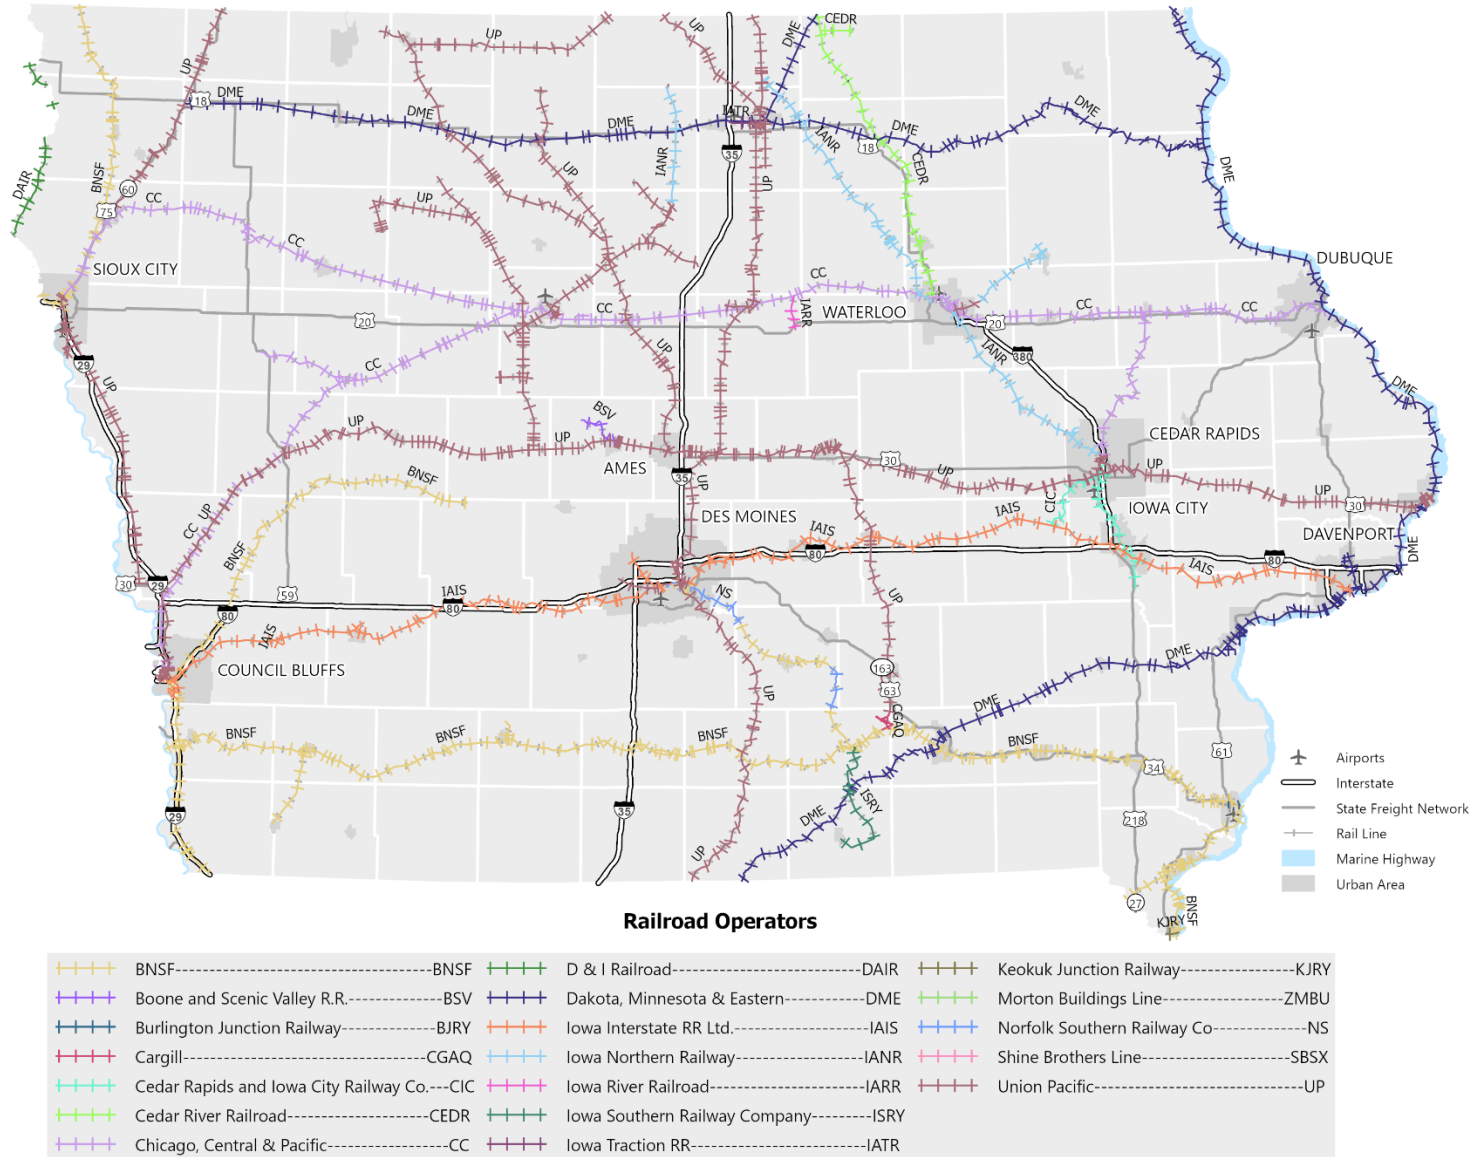 CEDR
UP
UP
DME
UP
18
DME
DME
DME
IATR
IANR
DME
DME
18
BNSF
DAIR
60
75
CC
UP
UP
IANR
35
UP
CEDR
DME
CC
SIOUX CITY
DUBUQUE
CC
CC
20
IARR
WATERLOO
20
CC
CC
29
UP
CC
UP
IANR
380
DME
UP
BSV
UP
AMES
CEDAR RAPIDS
30
UP
UP
UP
30
BNSF
35
UP
CC
UP
DES MOINES
CIC
IAIS
IOWA CITY
DAVENPORT
BNSF
IAIS
80
80
DME
IAIS
30
29
59
IAIS
80
80
NS
UP
IAIS
COUNCIL BLUFFS
163
63
UP
DME
DME
CGAQ
BNSF
BNSF
BNSF
BNSF
61
34
29
35
DME
ISRY
218
UP
27
BNSF
KJRY
Airports
Interstate
State Freight Network
Rail Line
Marine Highway
Urban Area
Railroad Operators
BNSF---BNSF
Boone and Scenic Valley R.R.---BSV
Burlington Junction Railway---BJRY
Cargill---CGAQ
Cedar Rapids and Iowa City Railway Co.---CIC
Cedar River Railroad---CEDR
Chicago, Central & Pacific---CC
D & I Railroad---DAIR
Dakota, Minnesota & Eastern---DME
Iowa Interstate RR Ltd.---IAIS
Iowa Northern Railway---IANR
Iowa River Railroad---IARR
Iowa Southern Railway Company---ISRY
Iowa Traction RR---IATR
Keokuk Junction Railway---KJRY
Morton Buildings Line---ZMBU
Norfolk Southern Railway Co---NS
Shine Brothers Line---SBSX
Union Pacific---UP